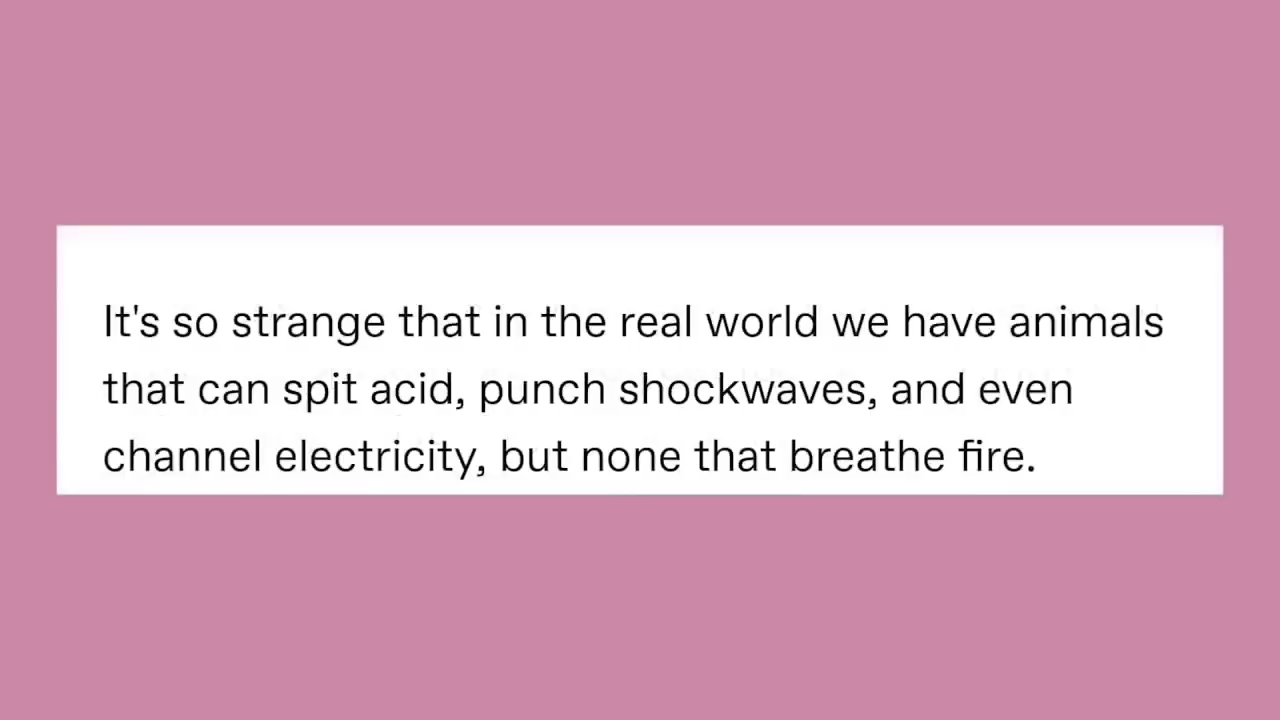 It's so strange that in the real world we have animals
that can spit acid, punch shockwaves, and even
channel electricity, but none that breathe fire.